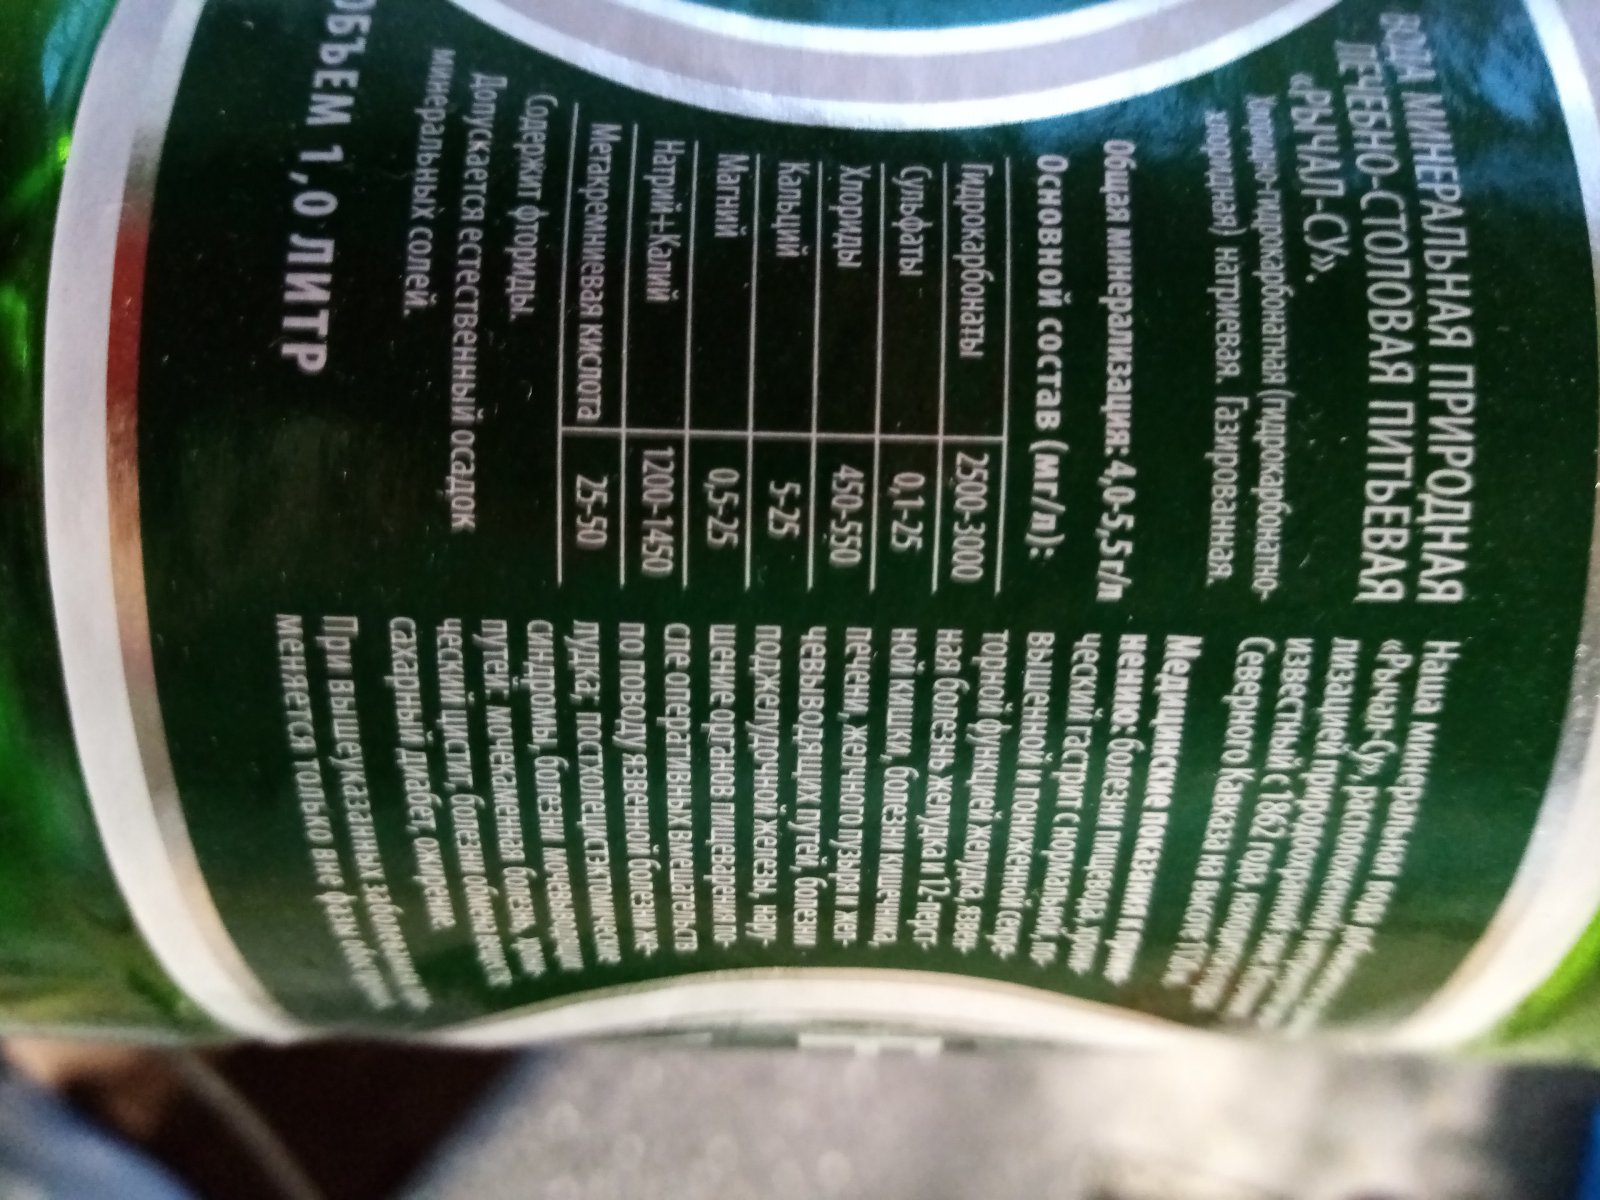 ВОДА МИНЕРАЛЬНАЯ ПРИРОДНАЯ
ЛЕЧЕБНО-СТОЛОВАЯ ПИТЬЕВАЯ
«РЫЧАЛ-СУ».
Хлоридно-гидрокарбонатная (гидрокарбонатно-
хлоридная) натриевая. Газированная.
Общая минерализация: 4,0-5,5 г/л
Основной состав (мг/л):
Гидрокарбонаты 2500-3000
Сульфаты 0,1-25
Хлориды 450-550
Кальций 5-25
Магний 0,5-25
Натрий+Калий 1200-1450
Метакремниевая кислота 25-50
Содержит фториды.
Допускается естественный осадок
минеральных солей.
ОБЪЕМ 1,0 ЛИТР
Наша минеральная вода
«Рычал-Су», расположенной
лизацией природоохранной
известный с 1862 года, находится
Северного Кавказа на высоте
Медицинские показания к приме-
нению: болезни пищевода, хрони-
ческий гастрит с нормальной, по-
вышенной и пониженной секре-
торной функцией желудка, язвен-
ная болезнь желудка и 12-перст-
ной кишки, болезни кишечника,
печени, желчного пузыря и жел-
чевыводящих путей, болезни
поджелудочной железы, нару-
шение органов пищеварения по-
сле оперативных вмешательств
по поводу язвенной болезни же-
лудка; постхолецистэктомические
синдромы, болезни мочевыводящих
путей: мочекаменная болезнь, хрони-
ческий цистит, болезни обмена веществ:
сахарный диабет, ожирение.
При вышеуказанных заболеваниях
меняется только вне фазы обострения.